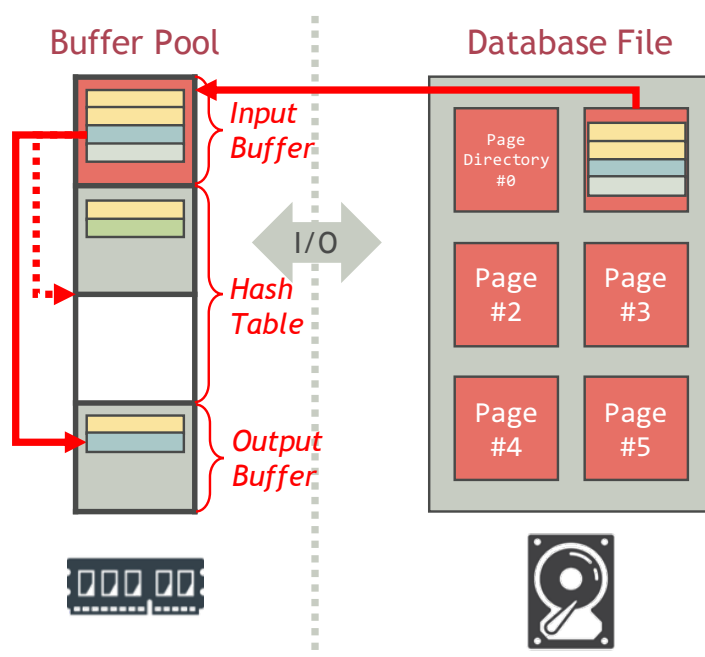 Buffer Pool
Database File
Input
Buffer
Page
Directory
#0
I/O
Hash
Table
Page
#2
Page
#3
Output
Buffer
Page
#4
Page
#5